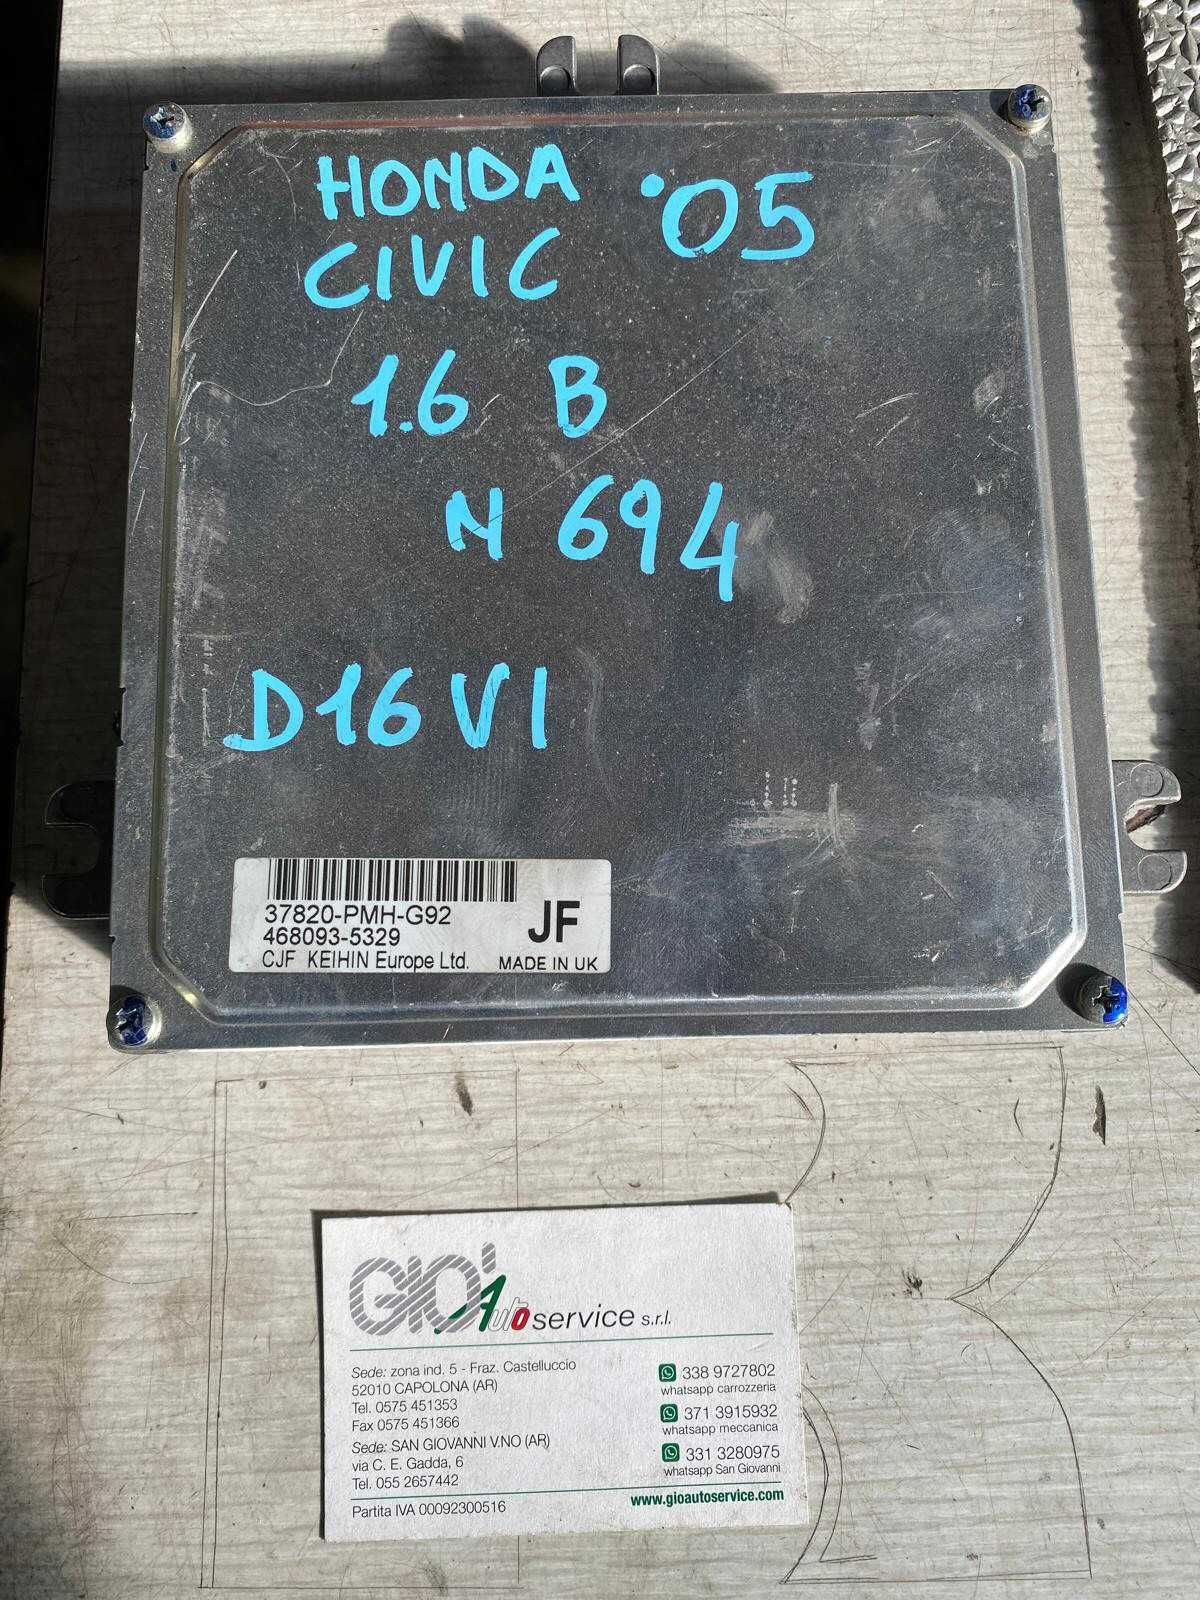 HONDA '05
CIVIC
1.6 B
N 694
D16V1
37820-PMH-G92
468093-5329
JF
CJF KEIHIN Europe Ltd. MADE IN UK
GIO' Auto service s.r.l.
Sede: zona ind. 5 - Fraz. Castelluccio
52010 CAPOLONA (AR)
Tel. 0575 451353
Fax 0575 451366
Sede: SAN GIOVANNI V.NO (AR)
via C. E. Gadda, 6
Tel. 055 2657442
338 9727802
whatsapp carrozzeria
371 3915932
whatsapp meccanica
331 3280975
whatsapp San Giovanni
Partita IVA 00092300516
www.gioautoservice.com